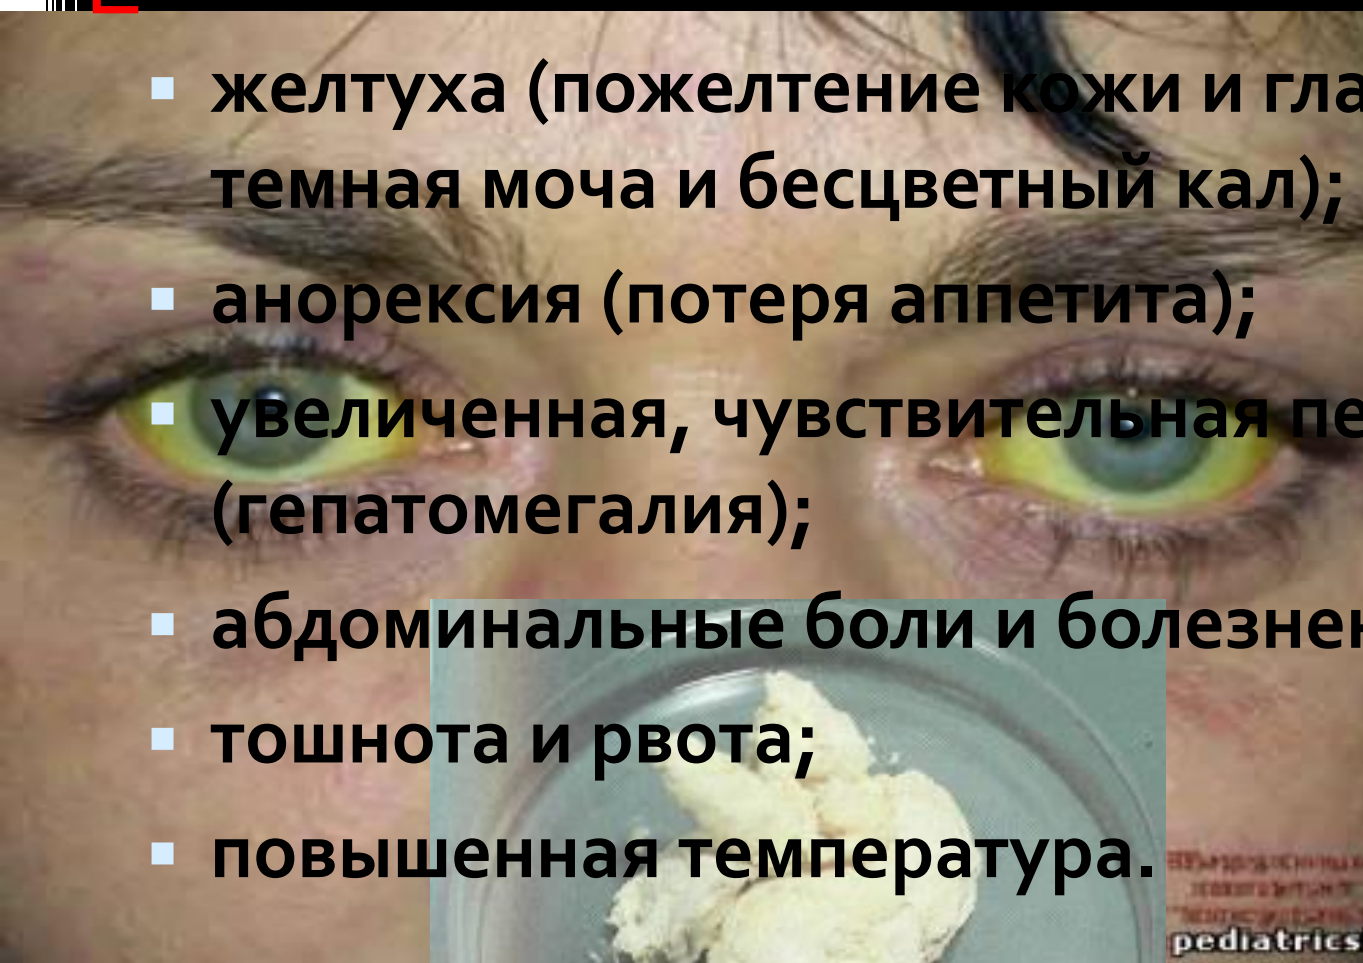 желтуха (пожелтение кожи и гла
темная моча и бесцветный кал);
анорексия (потеря аппетита);
увеличенная, чувствительная пе
(гепатомегалия);
абдоминальные боли и болезнен
тошнота и рвота;
повышенная температура.
pediatrics